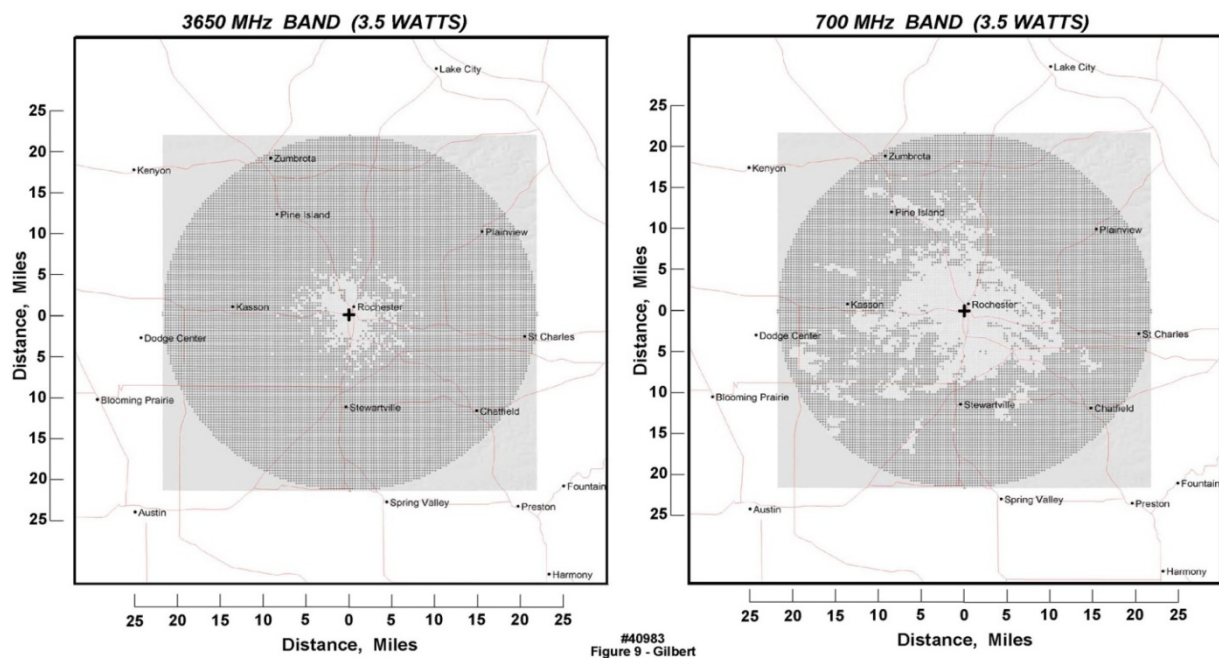 3650 MHz BAND (3.5 WATTS)
Lake City
Zumbrota
Kenyon
Pine Island
Plainview
Kasson
Rochester
Dodge Center
St Charles
Blooming Prairie
Stewartville
Chatfield
Fountain
Spring Valley
Preston
Austin
Harmony
25
20
15
10
5
0
5
10
15
20
25
Distance, Miles
25 20 15 10 5 0 5 10 15 20 25
Distance, Miles
700 MHz BAND (3.5 WATTS)
Lake City
Zumbrota
Kenyon
Pine Island
Plainview
Kasson
Rochester
Dodge Center
St Charles
Blooming Prairie
Stewartville
Chatfield
Fountain
Spring Valley
Preston
Austin
Harmony
25
20
15
10
5
0
5
10
15
20
25
Distance, Miles
25 20 15 10 5 0 5 10 15 20 25
Distance, Miles
#40983
Figure 9 - Gilbert